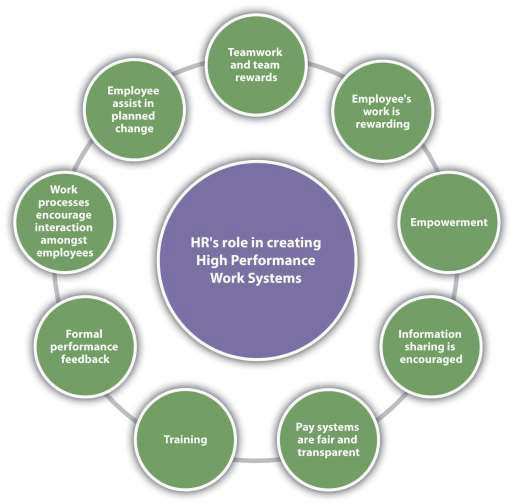 Teamwork
and team
rewards
Employee's
work is
rewarding
Empowerment
Information
sharing is
encouraged
Pay systems
are fair and
transparent
Training
Formal
performance
feedback
Work
processes
encourage
interaction
amongst
employees
Employee
assist in
planned
change
HR's role in creating
High Performance
Work Systems